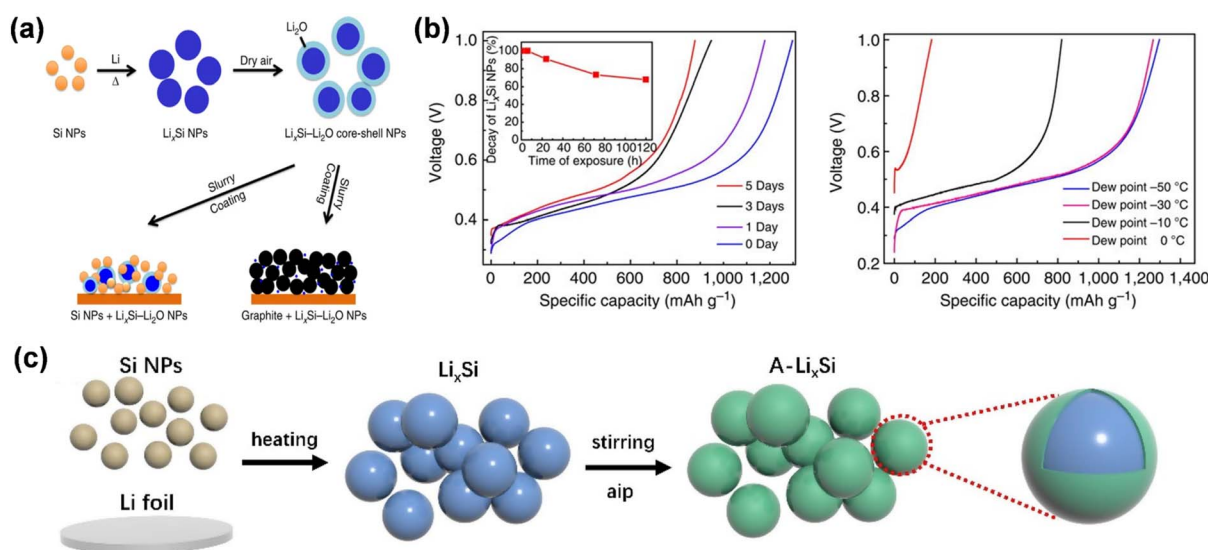 (a)
Li₂O
Li
Δ
Dry air
Si NPs
LiₓSi NPs
LiₓSi–Li₂O core-shell NPs
Slurry
Coating
Slurry
Coating
Si NPs + LiₓSi–Li₂O NPs
Graphite + LiₓSi–Li₂O NPs
(b)
Voltage (V)
1.0
0.8
0.6
0.4
Decay of LiₓSi NPs (%)
100
80
60
40
20
0
0 20 40 60 80 100 120
Time of exposure (h)
5 Days
3 Days
1 Day
0 Day
0 200 400 600 800 1,000 1,200
Specific capacity (mAh g⁻¹)
Voltage (V)
1.0
0.8
0.6
0.4
0.2
Dew point –50 °C
Dew point –30 °C
Dew point –10 °C
Dew point 0 °C
0 200 400 600 800 1,000 1,200 1,400
Specific capacity (mAh g⁻¹)
(c)
Si NPs
Li foil
heating
LiₓSi
stirring
aip
A-LiₓSi